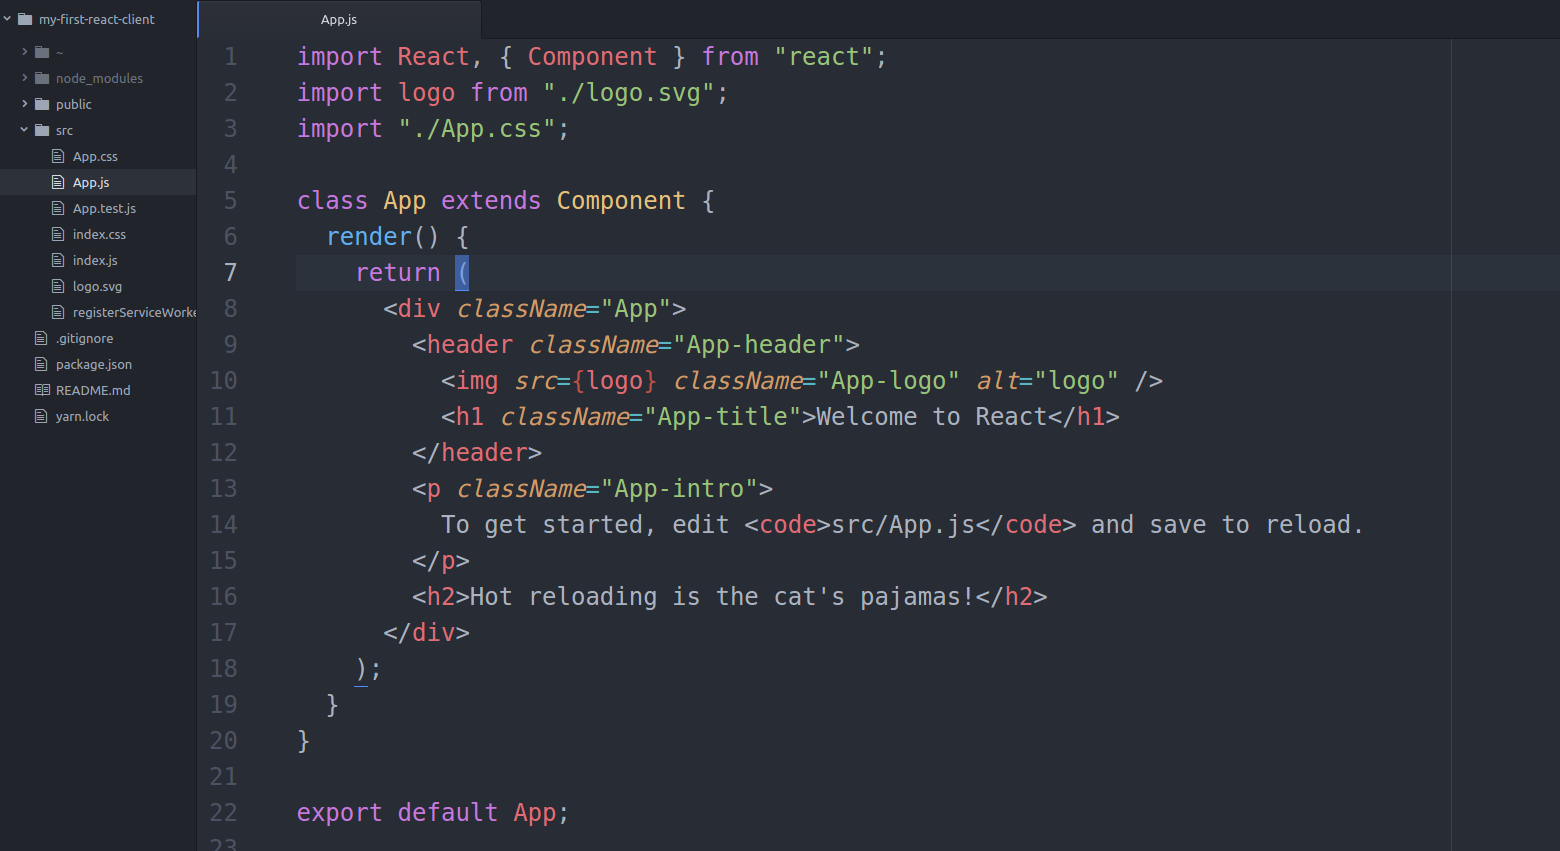 my-first-react-client
~
node_modules
public
src
App.css
App.js
App.test.js
index.css
index.js
logo.svg
registerServiceWorke
.gitignore
package.json
README.md
yarn.lock
App.js
1 import React, { Component } from "react";
2 import logo from "./logo.svg";
3 import "./App.css";
4
5 class App extends Component {
6 render() {
7 return (
8 <div className="App">
9 <header className="App-header">
10 <img src={logo} className="App-logo" alt="logo" />
11 <h1 className="App-title">Welcome to React</h1>
12 </header>
13 <p className="App-intro">
14 To get started, edit <code>src/App.js</code> and save to reload.
15 </p>
16 <h2>Hot reloading is the cat's pajamas!</h2>
17 </div>
18 );
19 }
20 }
21
22 export default App;
23